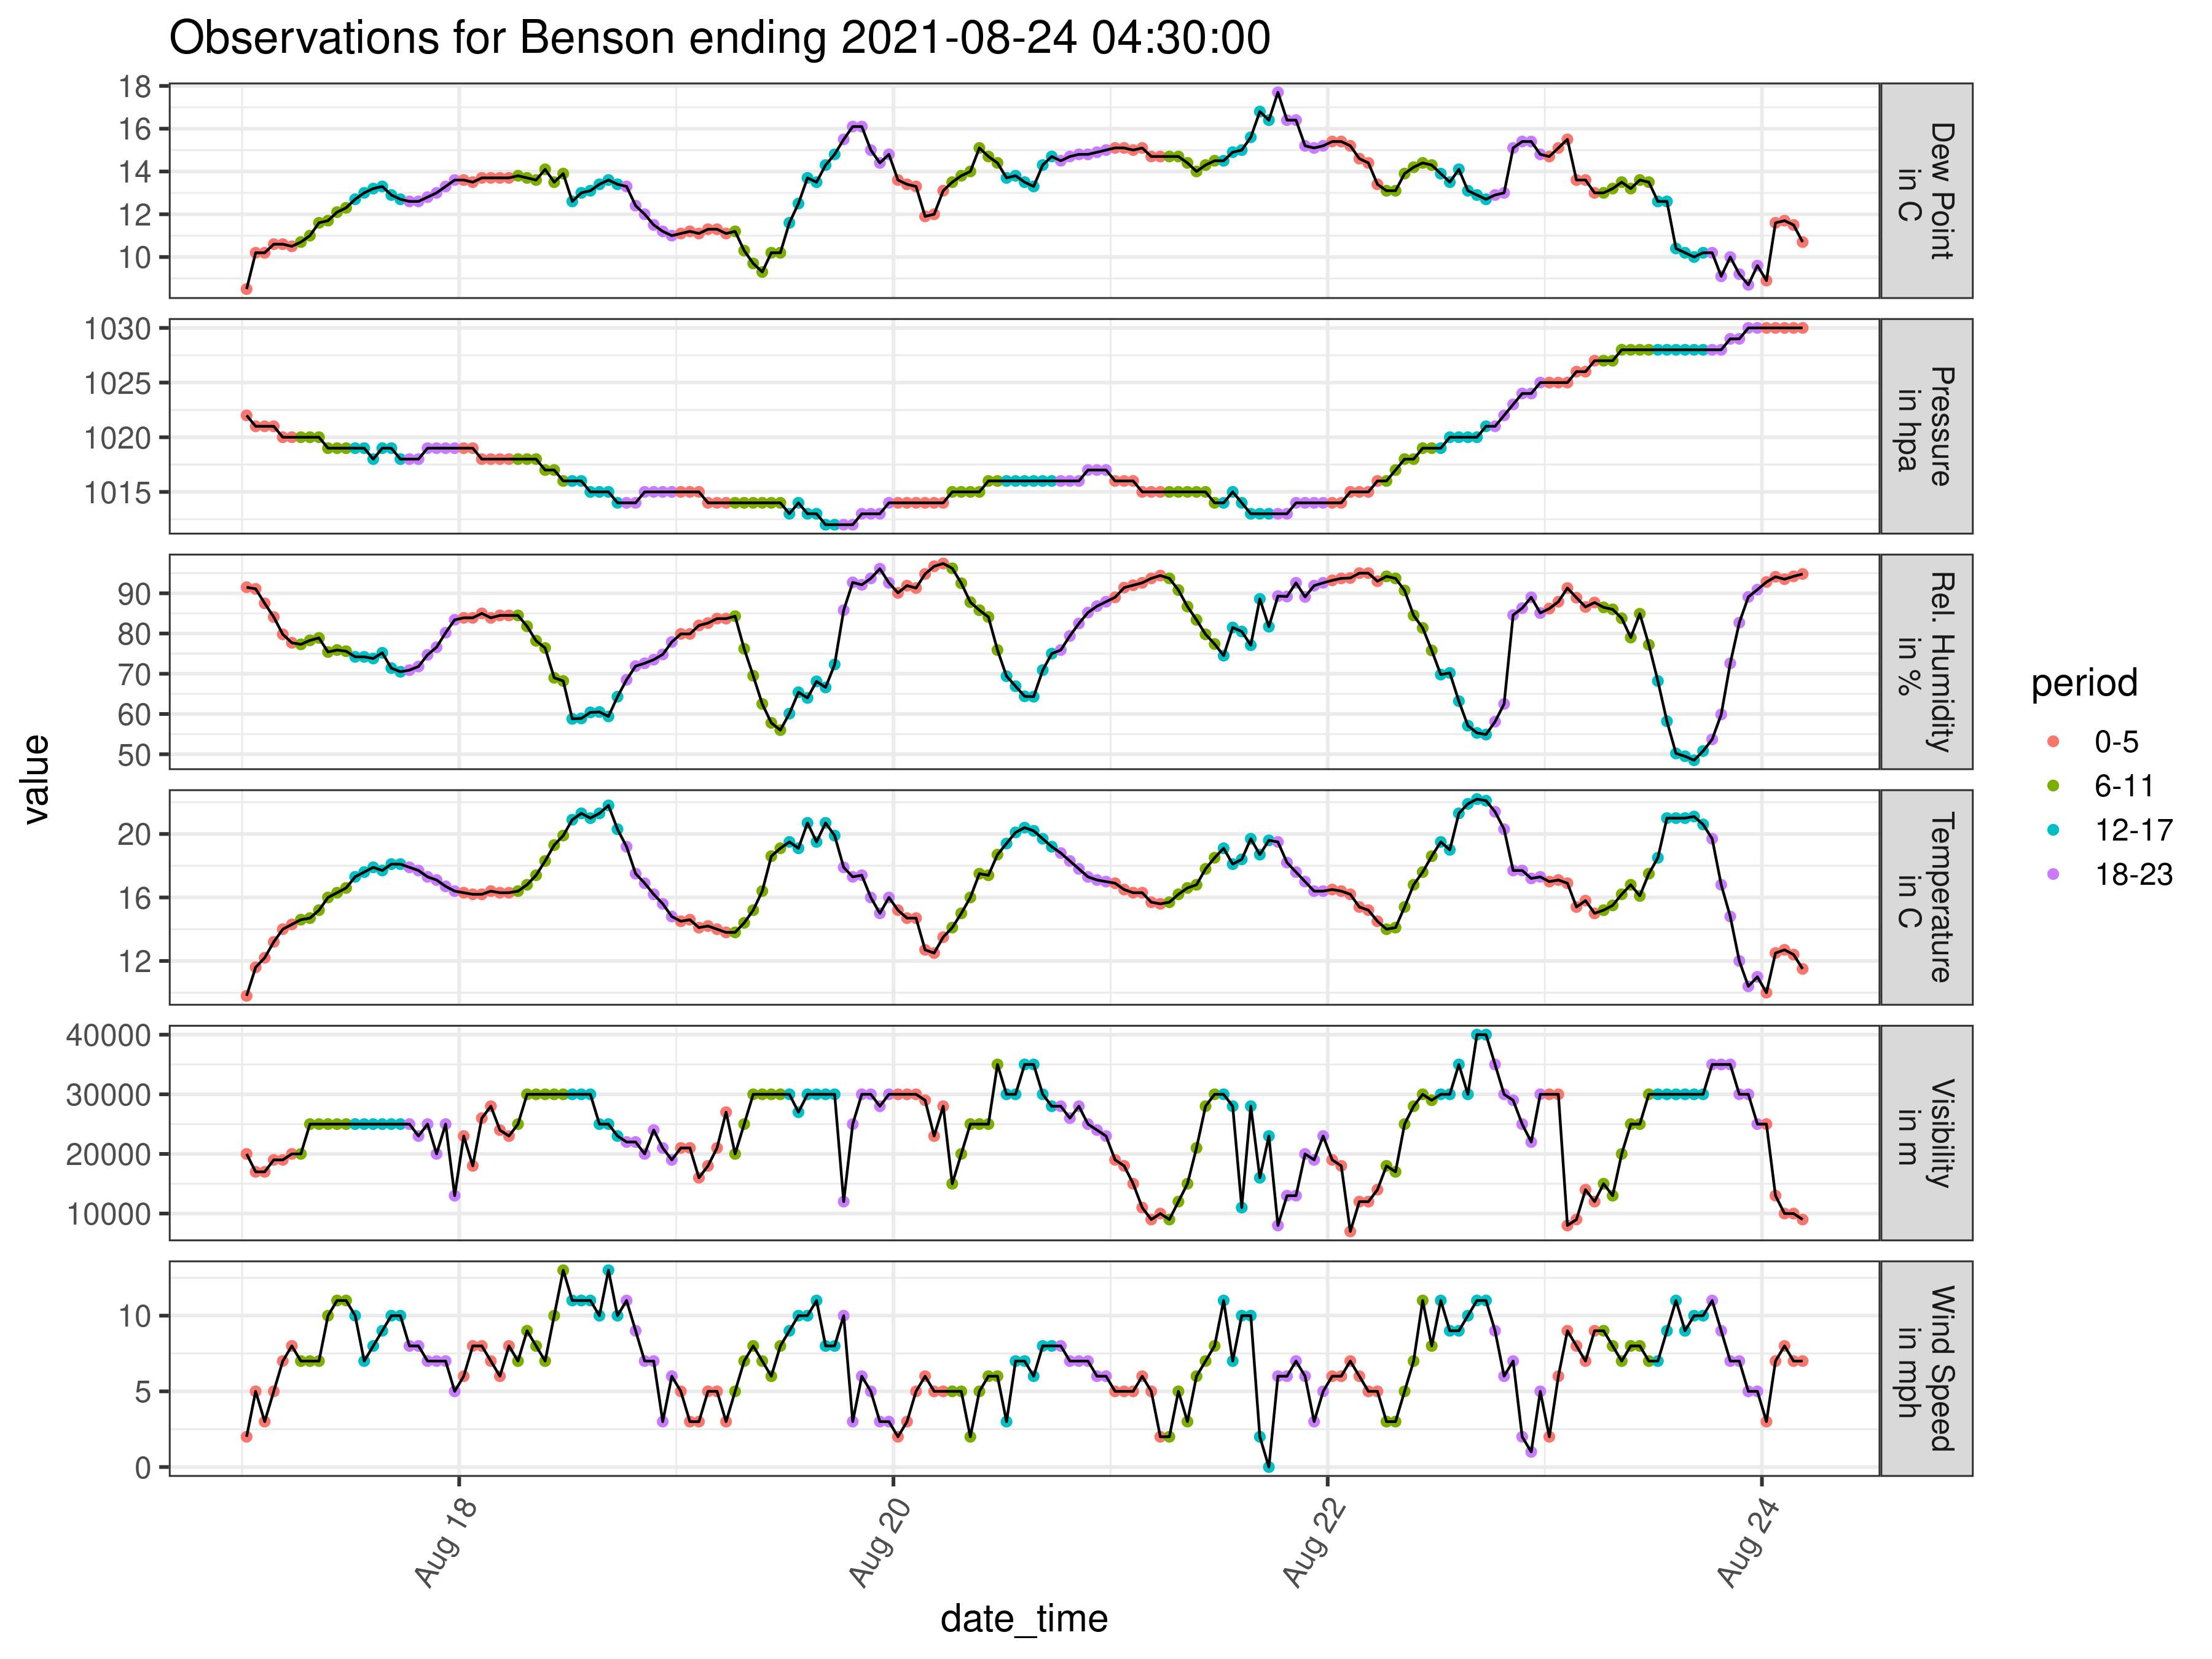 Observations for Benson ending 2021-08-24 04:30:00
18
16
14
12
10
Dew Point
in C
1030
1025
1020
1015
Pressure
in hpa
90
80
70
60
50
Rel. Humidity
in %
20
16
12
Temperature
in C
40000
30000
20000
10000
Visibility
in m
10
5
0
Wind Speed
in mph
value
Aug 18
Aug 20
Aug 22
Aug 24
date_time
period
0-5
6-11
12-17
18-23